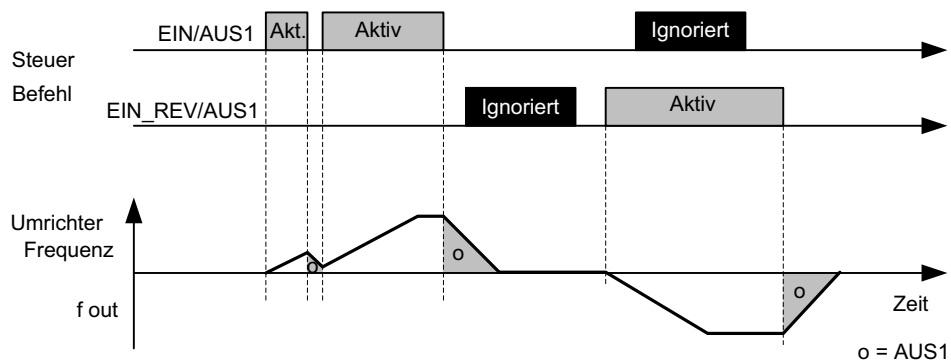 EIN/AUS1
Akt.
Aktiv
Ignoriert
Steuer
Befehl
EIN_REV/AUS1
Ignoriert
Aktiv
Umrichter
Frequenz
f out
o
o
o
Zeit
o = AUS1